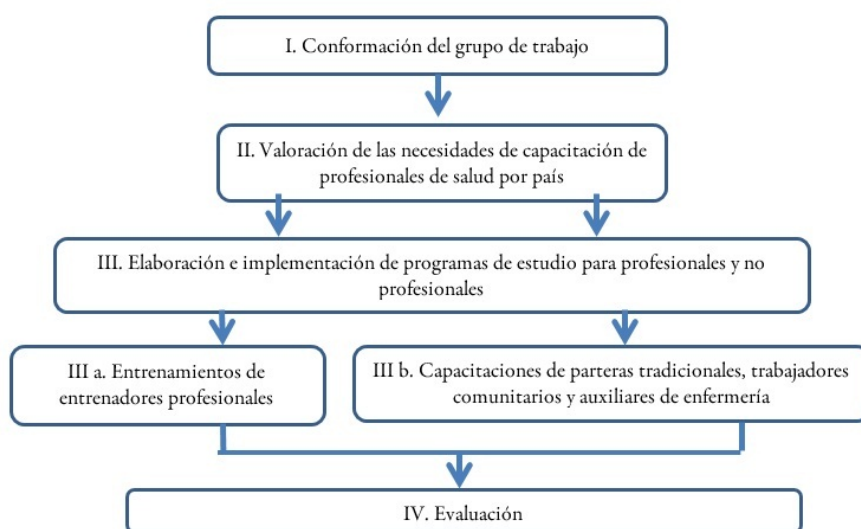 I. Conformación del grupo de trabajo
II. Valoración de las necesidades de capacitación de
profesionales de salud por país
III. Elaboración e implementación de programas de estudio para profesionales y no
profesionales
III a. Entrenamientos de
entrenadores profesionales
III b. Capacitaciones de parteras tradicionales, trabajadores
comunitarios y auxiliares de enfermería
IV. Evaluación